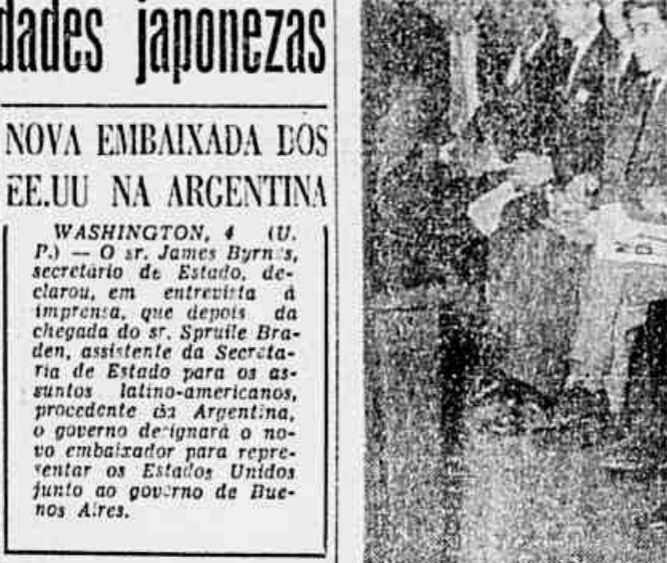 dades japonezas
NOVA EMBAIXADA DOS
EE.UU NA ARGENTINA
WASHINGTON, 4 (U.
P.) — O sr. James Byrnes,
secretário de Estado, de-
clarou, em entrevista á
imprensa, que depois da
chegada do sr. Spruile Bra-
den, assistente da Secreta-
ria de Estado para os as-
suntos latino-americanos,
procedente da Argentina,
o governo designará o no-
vo embaixador para repre-
sentar os Estados Unidos
junto ao governo de Bue-
nos Aires.